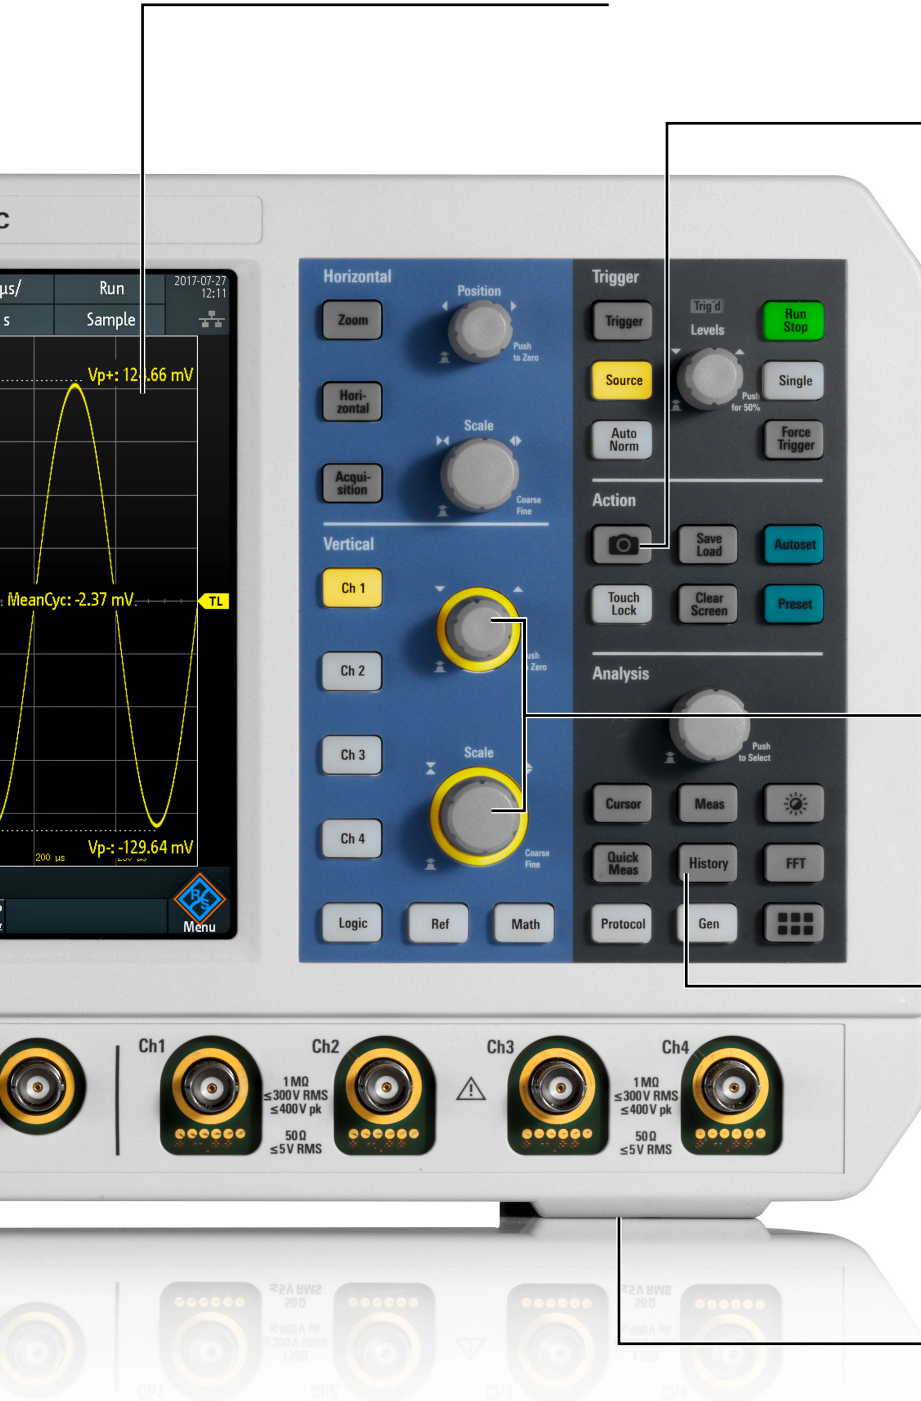 C
µs/
Run
2017-07-27
12:11
s
Sample
Vp+: 12 .66 mV
MeanCyc: -2.37 mV
TL
Vp-: -129.64 mV
200 µs
R
S
Menu
Horizontal
Zoom
Position
Push
to Zero
Hori-
zontal
Scale
Acqui-
sition
Coarse
Fine
Vertical
Ch 1
Push
to Zero
Ch 2
Ch 3
Scale
Ch 4
Coarse
Fine
Logic
Ref
Math
Trigger
Trigger
Trig'd
Levels
Run
Stop
Source
Push
for 50%
Single
Auto
Norm
Force
Trigger
Action
Save
Load
Autoset
Touch
Lock
Clear
Screen
Preset
Analysis
Push
to Select
Cursor
Meas
Quick
Meas
History
FFT
Protocol
Gen
Ch1
1 MΩ
≤300 V RMS
≤400 V pk
50 Ω
≤5 V RMS
Ch2
Ch3
1 MΩ
≤300 V RMS
≤400 V pk
50 Ω
≤5 V RMS
Ch4